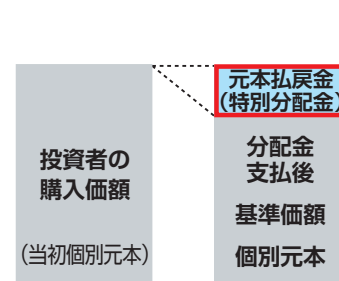 投資者の
購入価額
（当初個別元本）
元本払戻金
（特別分配金）
分配金
支払後
基準価額
個別元本